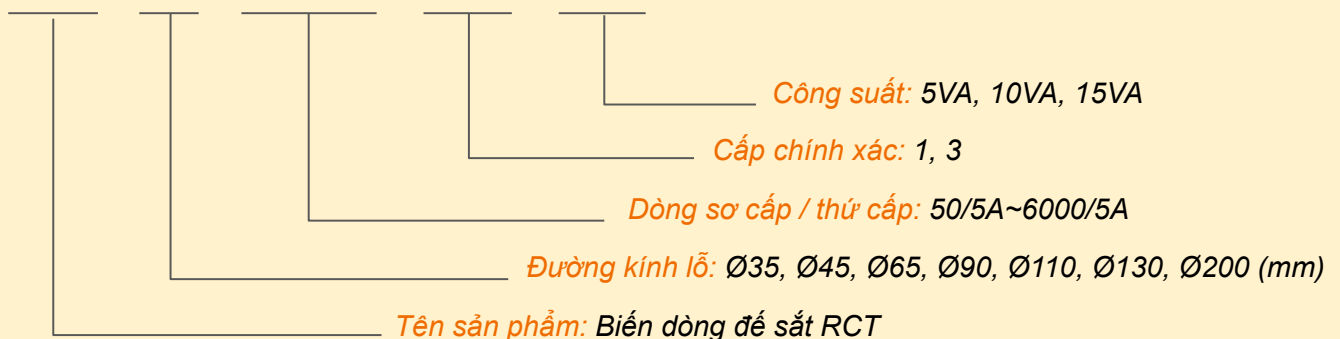 Công suất: 5VA, 10VA, 15VA
Cấp chính xác: 1, 3
Dòng sơ cấp / thứ cấp: 50/5A~6000/5A
Đường kính lỗ: Ø35, Ø45, Ø65, Ø90, Ø110, Ø130, Ø200 (mm)
Tên sản phẩm: Biến dòng đế sắt RCT